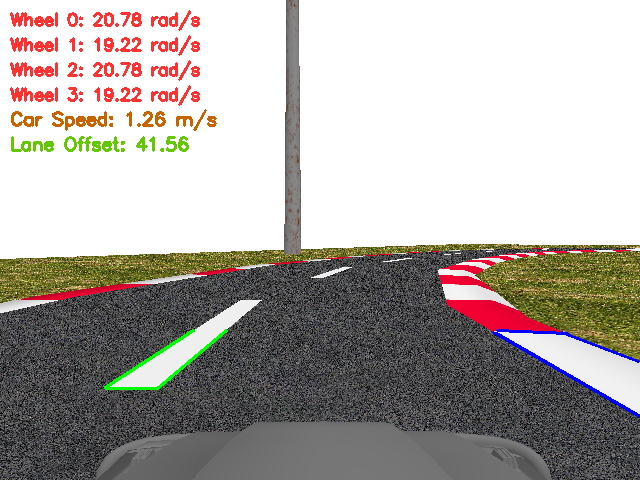 Wheel 0: 20.78 rad/s
Wheel 1: 19.22 rad/s
Wheel 2: 20.78 rad/s
Wheel 3: 19.22 rad/s
Car Speed: 1.26 m/s
Lane Offset: 41.56